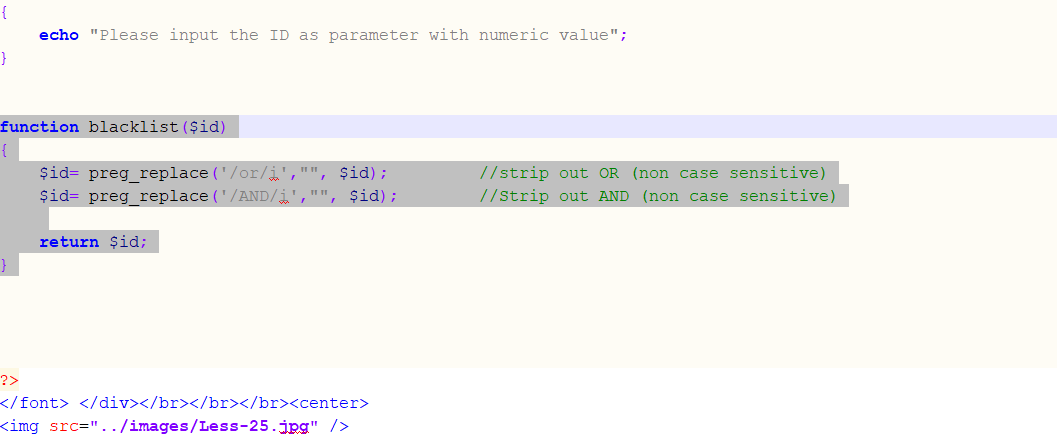 {
    echo "Please input the ID as parameter with numeric value";
}
function blacklist($id)
{
    $id= preg_replace('/or/i',"", $id);         //strip out OR (non case sensitive)
    $id= preg_replace('/AND/i',"", $id);        //Strip out AND (non case sensitive)
    return $id;
}
?>
</font> </div></br></br></br><center>
<img src="../images/Less-25.jpg" />